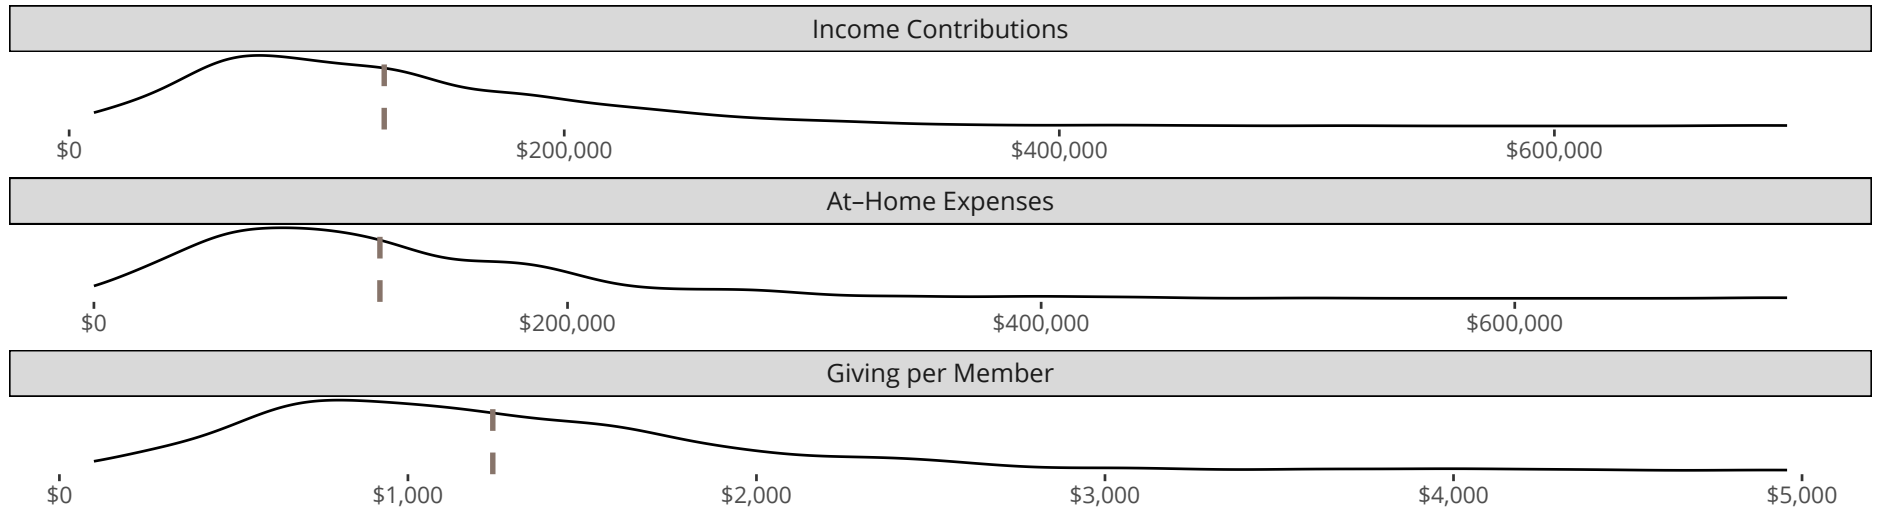 Income Contributions
$0 $200,000 $400,000 $600,000
At–Home Expenses
$0 $200,000 $400,000 $600,000
Giving per Member
$0 $1,000 $2,000 $3,000 $4,000 $5,000